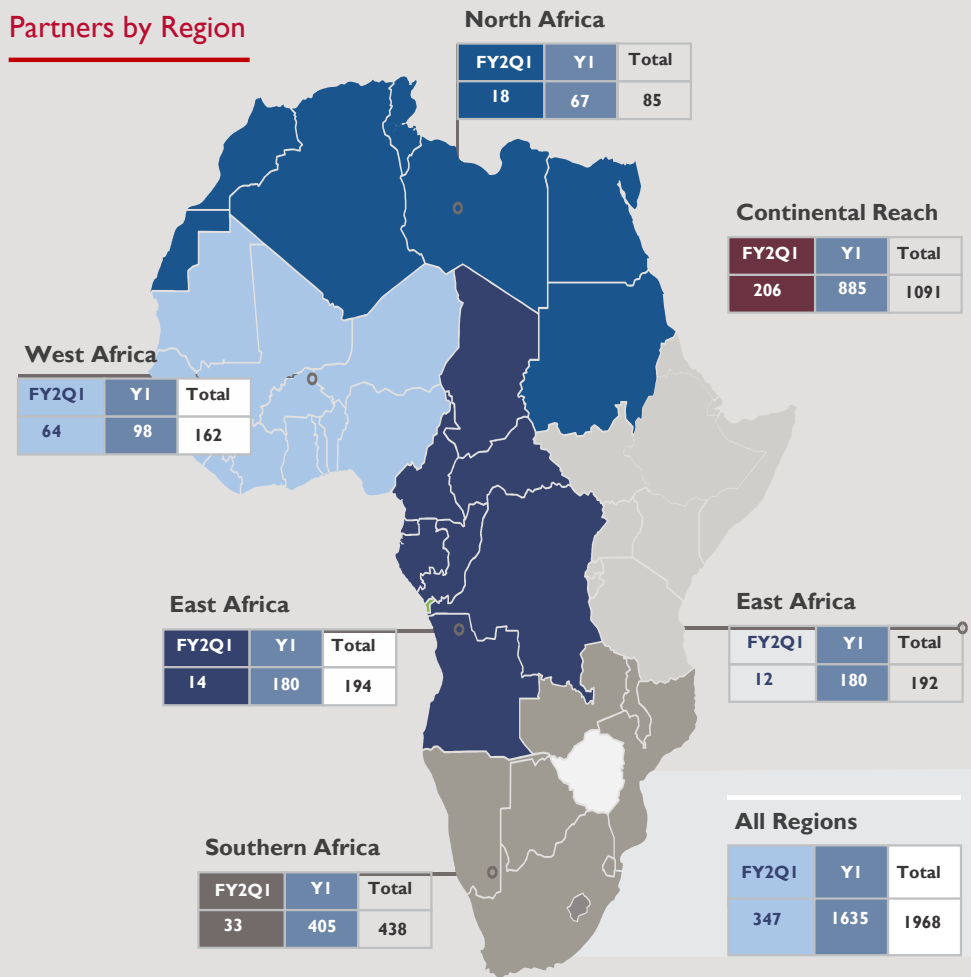 Partners by Region
North Africa
FY2Q1 Y1 Total
18 67 85
Continental Reach
FY2Q1 Y1 Total
206 885 1091
West Africa
FY2Q1 Y1 Total
64 98 162
East Africa
FY2Q1 Y1 Total
14 180 194
East Africa
FY2Q1 Y1 Total
12 180 192
Southern Africa
FY2Q1 Y1 Total
33 405 438
All Regions
FY2Q1 Y1 Total
347 1635 1968